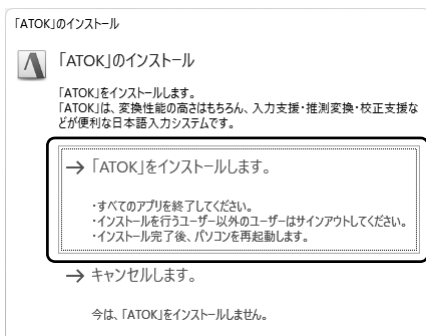 「ATOK」のインストール
「ATOK」のインストール
「ATOK」をインストールします。
「ATOK」は、変換性能の高さはもちろん、入力支援・推測変換・校正支援な
どが便利な日本語入力システムです。
→ 「ATOK」をインストールします。
・すべてのアプリを終了してください。
・インストールを行うユーザー以外のユーザーはサインアウトしてください。
・インストール完了後、パソコンを再起動します。
→ キャンセルします。
今は、「ATOK」をインストールしません。